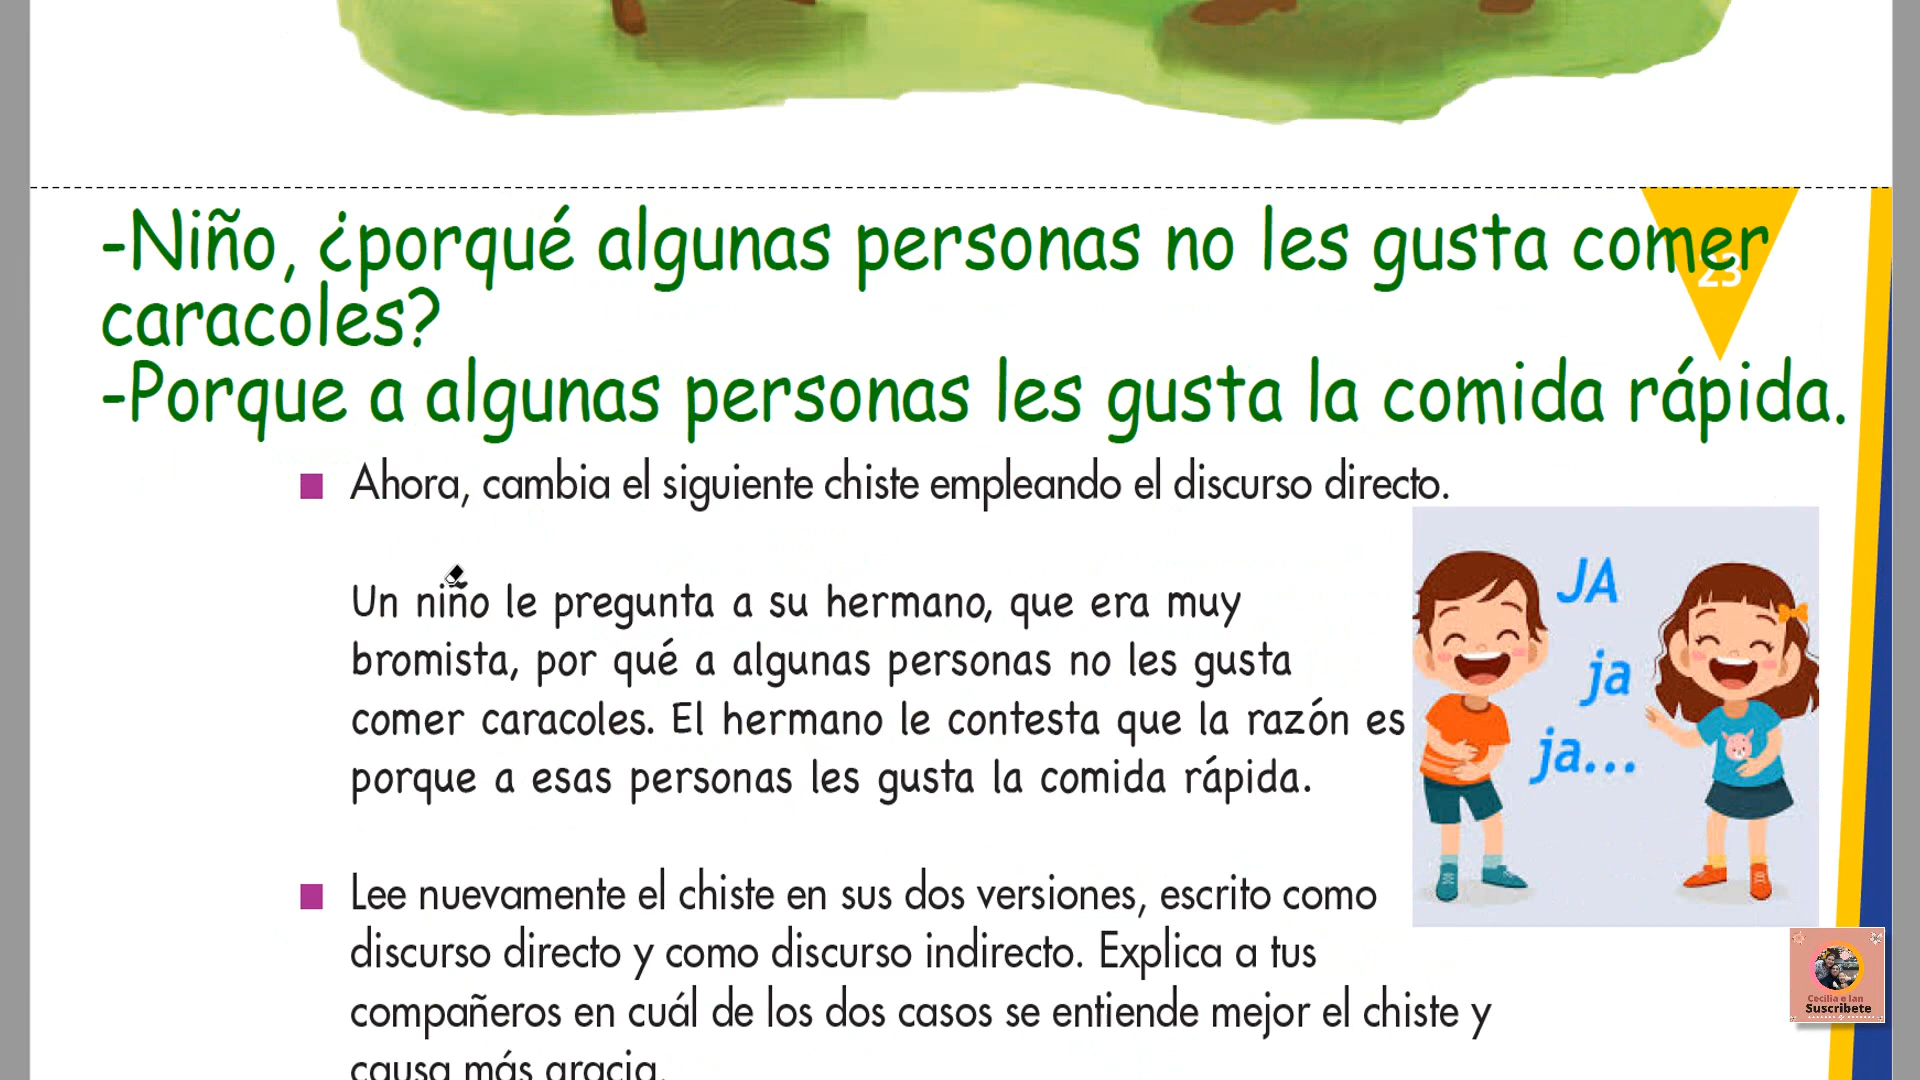 -Niño, ¿porqué algunas personas no les gusta comer
23
caracoles?
-Porque a algunas personas les gusta la comida rápida.
Ahora, cambia el siguiente chiste empleando el discurso directo.
Un niño le pregunta a su hermano, que era muy
bromista, por qué a algunas personas no les gusta
comer caracoles. El hermano le contesta que la razón es
porque a esas personas les gusta la comida rápida.
JA
ja
ja...
Lee nuevamente el chiste en sus dos versiones, escrito como
discurso directo y como discurso indirecto. Explica a tus
compañeros en cuál de los dos casos se entiende mejor el chiste y
causa más gracia.
Cecilia e Ian
Suscribete